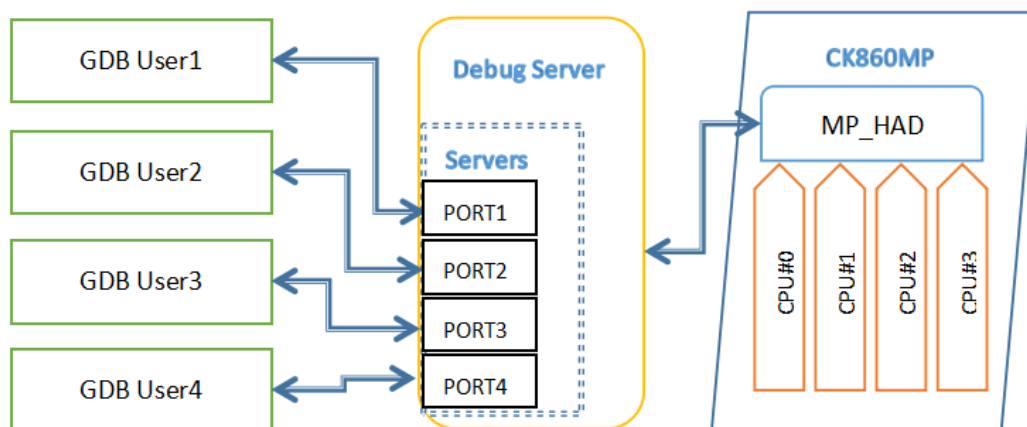 GDB User1
GDB User2
GDB User3
GDB User4
Debug Server
Servers
PORT1
PORT2
PORT3
PORT4
CK860MP
MP_HAD
CPU#0
CPU#1
CPU#2
CPU#3